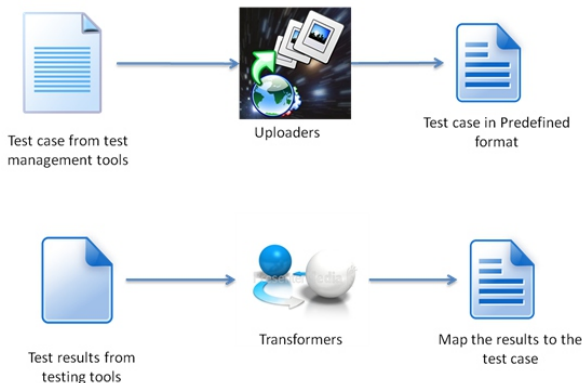 Test case from test
management tools
Uploaders
Test case in Predefined
format
Test results from
testing tools
Transformers
Map the results to the
test case